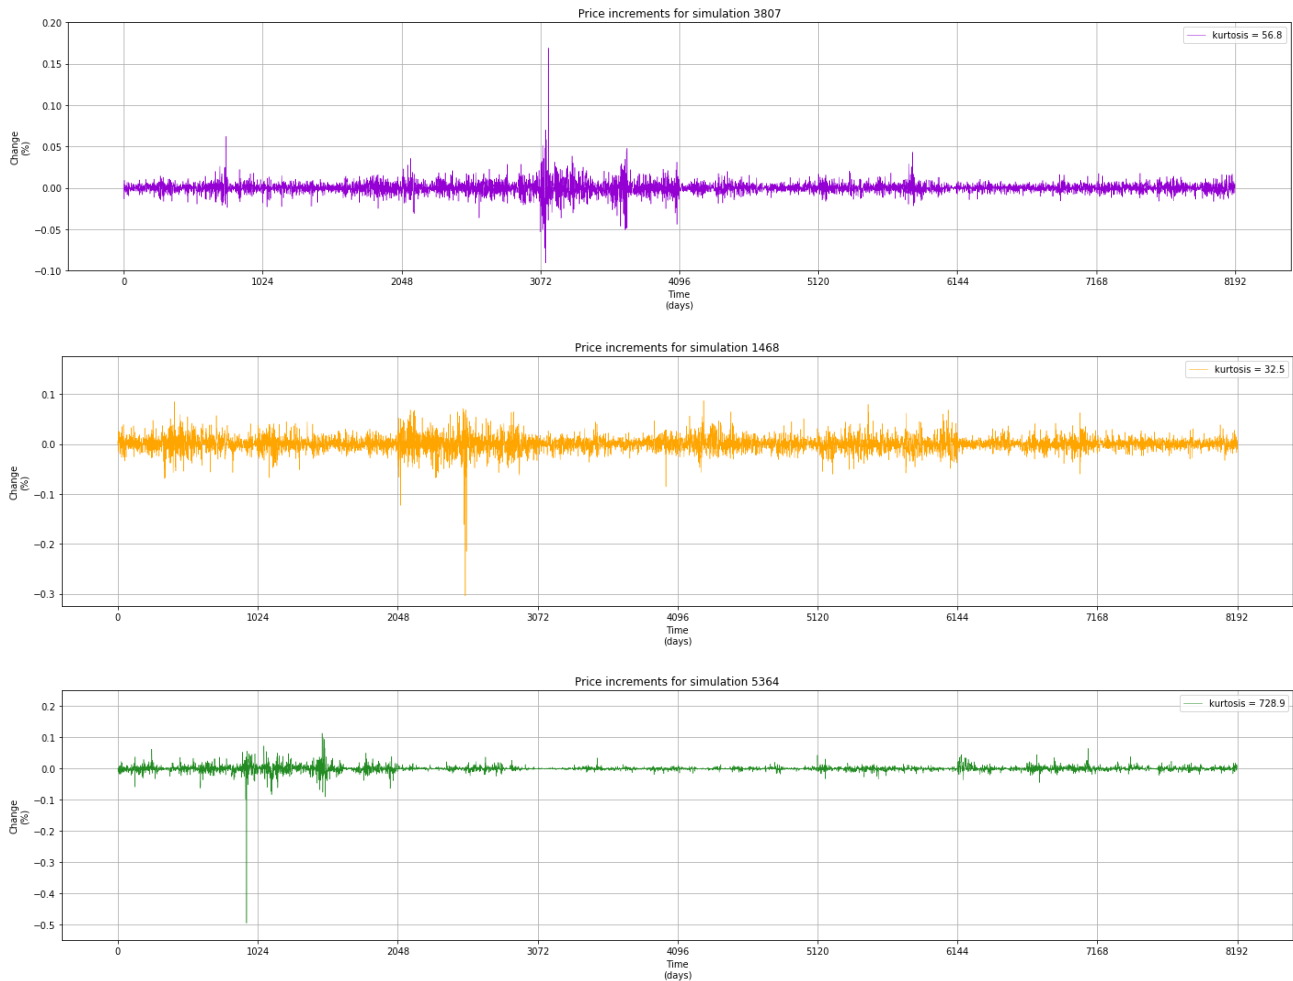 Price increments for simulation 3807
kurtosis = 56.8
0.20
0.15
0.10
0.05
0.00
−0.05
−0.10
Change
(%)
0 1024 2048 3072 4096 5120 6144 7168 8192
Time
(days)
Price increments for simulation 1468
kurtosis = 32.5
0.1
0.0
−0.1
−0.2
−0.3
Change
(%)
0 1024 2048 3072 4096 5120 6144 7168 8192
Time
(days)
Price increments for simulation 5364
kurtosis = 728.9
0.2
0.1
0.0
−0.1
−0.2
−0.3
−0.4
−0.5
Change
(%)
0 1024 2048 3072 4096 5120 6144 7168 8192
Time
(days)